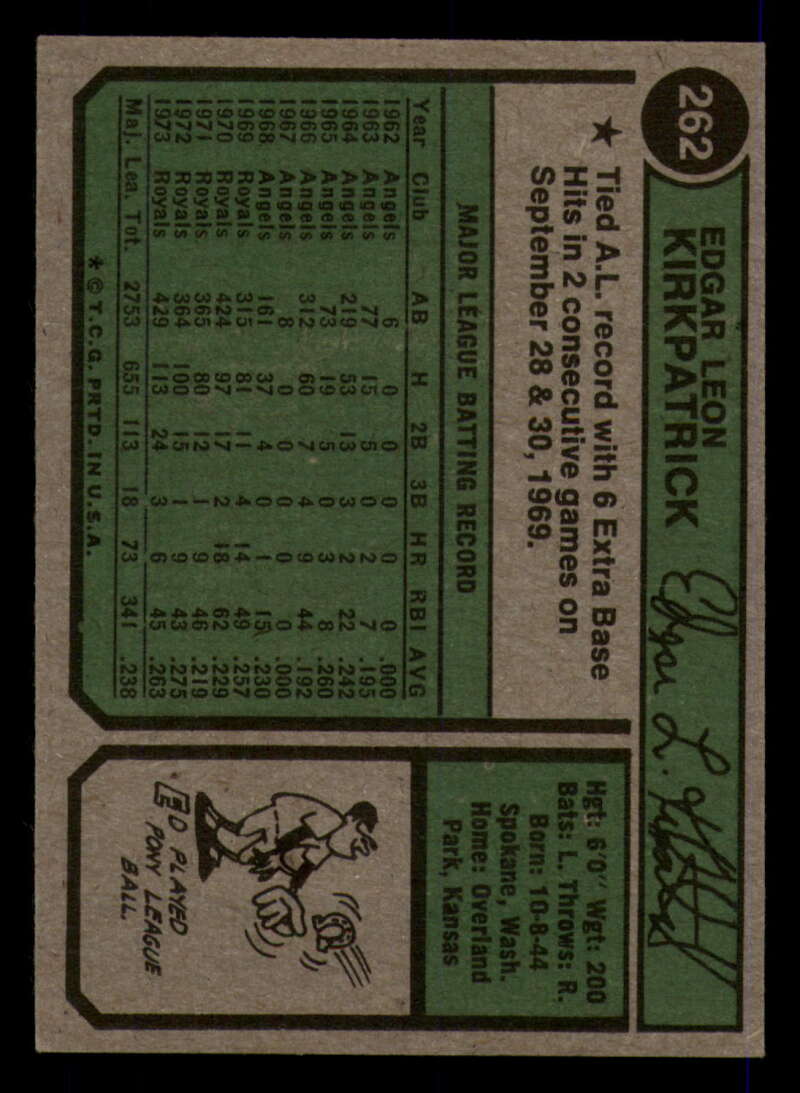 262
EDGAR LEON
KIRKPATRICK
Edgar L. Kirkpatrick
★ Tied A.L. record with 6 Extra Base
Hits in 2 consecutive games on
September 28 & 30, 1969.
MAJOR LEAGUE BATTING RECORD
Year Club AB H 2B 3B HR RBI AVG
1962 Angels 6 0 0 0 0 0 .000
1963 Angels 77 15 5 0 2 7 .195
1964 Angels 219 53 13 3 2 22 .242
1965 Angels 73 19 5 0 3 8 .260
1966 Angels 312 60 7 4 9 44 .192
1967 Angels 8 0 0 0 0 0 .000
1968 Angels 161 37 4 0 1 15 .230
1969 Royals 315 81 11 4 14 49 .257
1970 Royals 424 97 17 2 18 62 .229
1971 Royals 365 80 12 1 9 46 .219
1972 Royals 364 100 15 1 9 43 .275
1973 Royals 429 113 24 3 6 45 .263
Maj. Lea. Tot. 2753 655 113 18 73 341 .238
* © T.C.G. PRTD. IN U.S.A.
Hgt: 6'0" Wgt: 200
Bats: L. Throws: R.
Born: 10-8-44
Spokane, Wash.
Home: Overland
Park, Kansas
ED PLAYED
PONY LEAGUE
BALL.